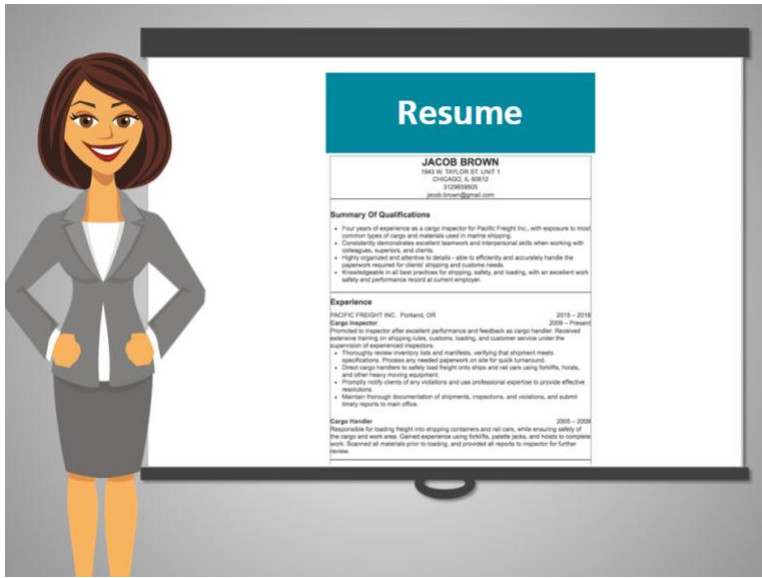 Resume
JACOB BROWN
1943 W. TAYLOR ST. UNIT 1
CHICAGO, IL 60612
3129859505
jacob.brown@gmail.com
Summary Of Qualifications
• Four years of experience as a cargo inspector for Pacific Freight Inc., with exposure to most
common types of cargo and materials used in marine shipping.
• Consistently demonstrates excellent teamwork and interpersonal skills when working with
colleagues, superiors, and clients.
• Highly organized and attentive to details - able to efficiently and accurately handle the
paperwork required for clients' shipping and customs needs.
• Knowledgeable in all best practices for shipping, safety, and loading, with an excellent work
safety and performance record at current employer.
Experience
PACIFIC FREIGHT INC. Portland, OR 2015 – 2016
Cargo Inspector 2009 – Present
Promoted to inspector after excellent performance and feedback as cargo handler. Received
extensive training on shipping rules, customs, loading, and customer service under the
supervision of experienced inspectors.
• Thoroughly review inventory lists and manifests, verifying that shipment meets
specifications. Process any needed paperwork on site for quick turnaround.
• Direct cargo handlers to safely load freight onto ships and rail cars using forklifts, hoists,
and other heavy moving equipment.
• Promptly notify clients of any violations and use professional expertise to provide effective
resolutions.
• Maintain thorough documentation of shipments, inspections, and violations, and submit
timely reports to main office.
Cargo Handler 2005 – 2009
Responsible for loading freight into shipping containers and rail cars, while ensuring safety of
the cargo and work area. Gained experience using forklifts, palette jacks, and hoists to complete
work. Scanned all materials prior to loading, and provided all reports to inspector for further
review.